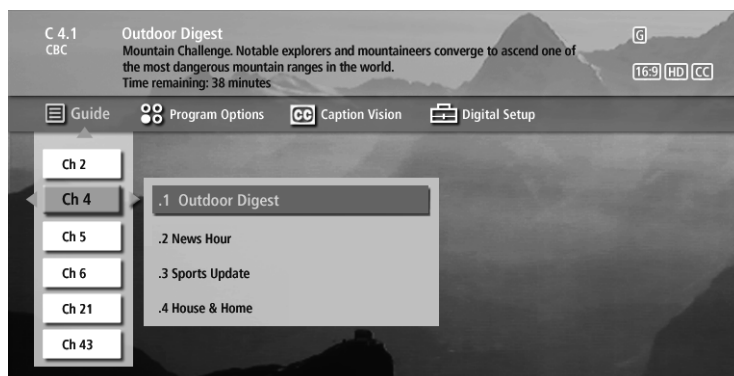 C 4.1 Outdoor Digest
CBC
Mountain Challenge. Notable explorers and mountaineers converge to ascend one of
the most dangerous mountain ranges in the world.
Time remaining: 38 minutes
G
16:9 HD CC
Guide Program Options CC Caption Vision Digital Setup
Ch 2
Ch 4
Ch 5
Ch 6
Ch 21
Ch 43
.1 Outdoor Digest
.2 News Hour
.3 Sports Update
.4 House & Home